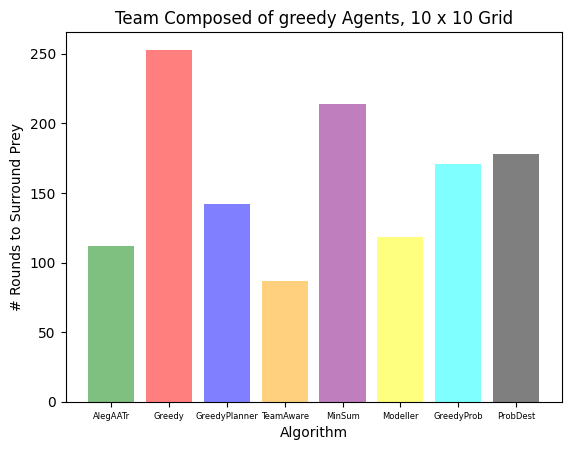 Team Composed of greedy Agents, 10 x 10 Grid
# Rounds to Surround Prey
250
200
150
100
50
0
AlegAATr Greedy GreedyPlanner TeamAware MinSum Modeller GreedyProb ProbDest
Algorithm